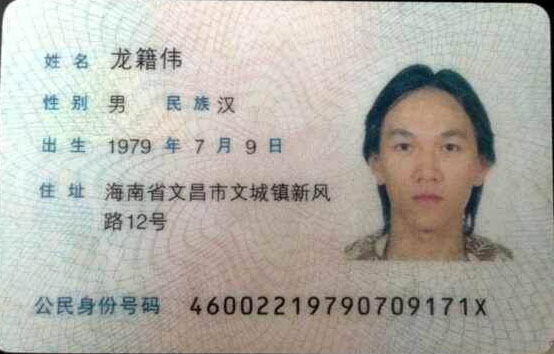 姓名 龙籍伟
性别 男 民族 汉
出生 1979 年 7 月 9 日
住址 海南省文昌市文城镇新风
路12号
公民身份号码 46002219790709171X